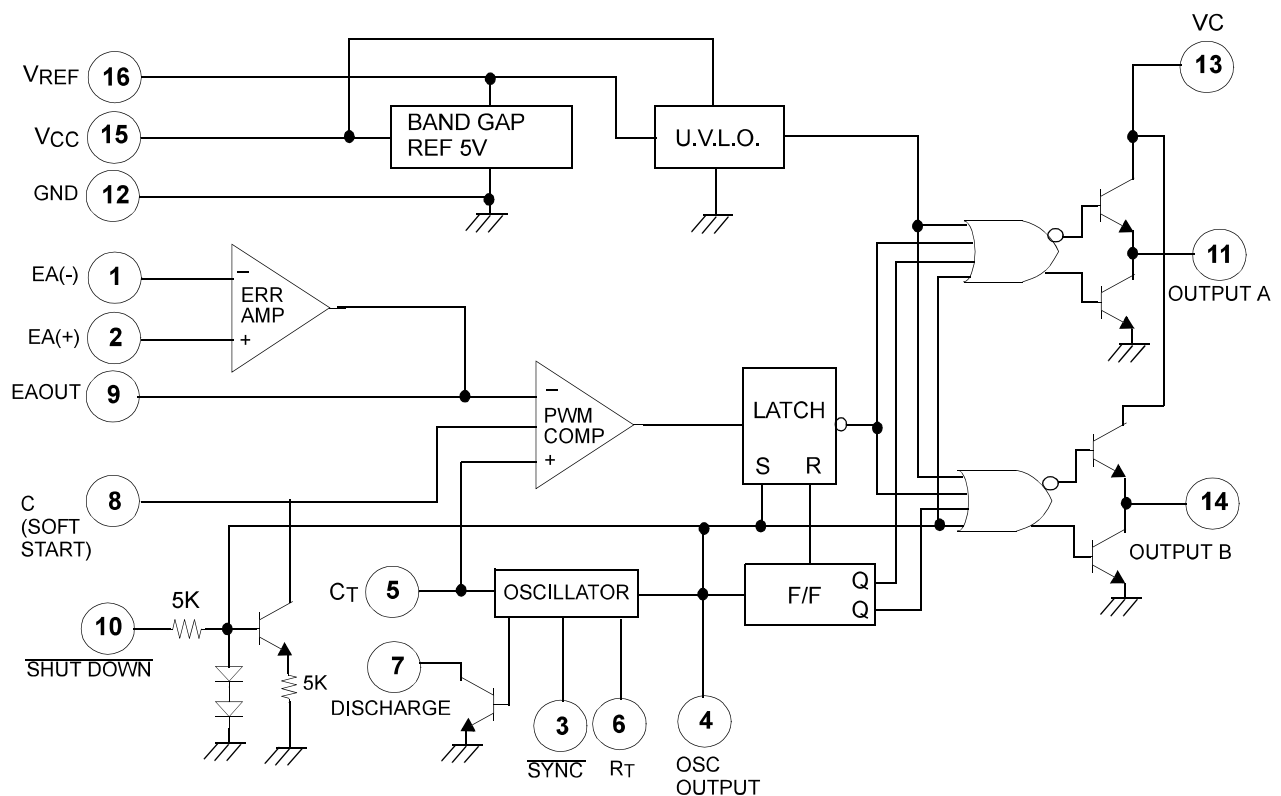 VC
VREF 16
13
VCC 15
BAND GAP
REF 5V
U.V.L.O.
GND 12
EA(-) 1
−
ERR
AMP
11
OUTPUT A
EA(+) 2
+
EAOUT 9
−
PWM
COMP
+
LATCH
S R
C
(SOFT
START)
8
14
OUTPUT B
CT 5
OSCILLATOR
F/F
Q
Q
5K
10
SHUT DOWN
5K
7
DISCHARGE
3
SYNC
6
RT
4
OSC
OUTPUT